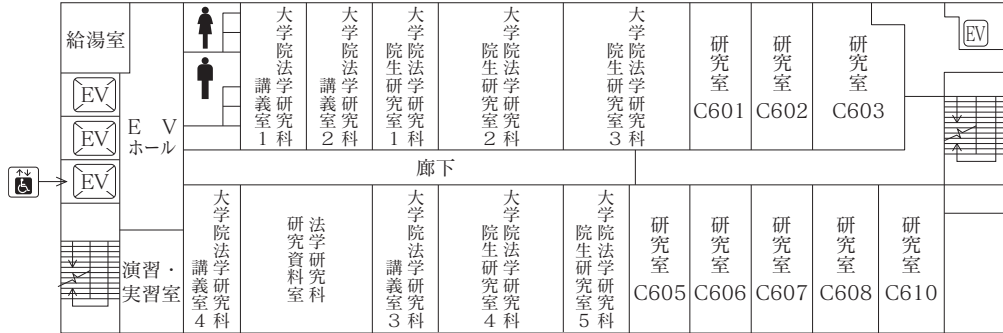 給湯室
EV
EV
EV
E V
ホール
大学院法学研究科
講義室1
大学院法学研究科
講義室2
大学院法学研究科
院生研究室1
大学院法学研究科
院生研究室2
大学院法学研究科
院生研究室3
研究室
C601
研究室
C602
研究室
C603
EV
廊下
演習・
実習室
大学院法学研究科
講義室4
法学研究科
研究資料室
大学院法学研究科
講義室3
大学院法学研究科
院生研究室4
大学院法学研究科
院生研究室5
研究室
C605
研究室
C606
研究室
C607
研究室
C608
研究室
C610